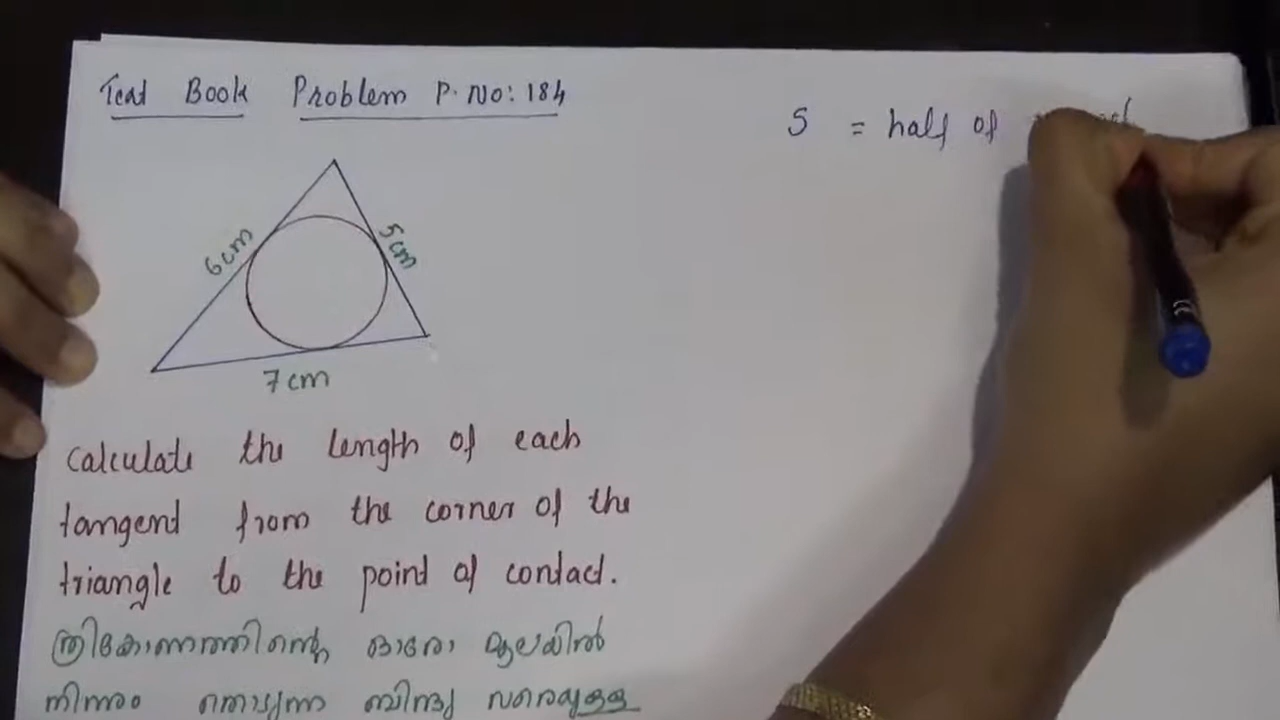 Text Book Problem P. No: 184
S = half of
6cm
5cm
7cm
Calculate the length of each
tangent from the corner of the
triangle to the point of contact.
ത്രികോണത്തിന്റെ ഓരോ മൂലയിൽ
നിന്നും തൊടുന്ന ബിന്ദു വരെയുള്ള